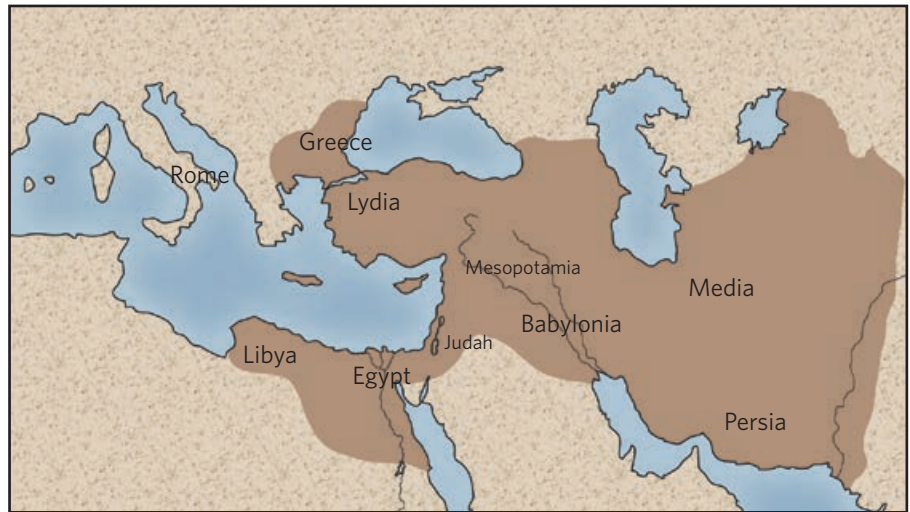 Greece
Rome
Lydia
Mesopotamia
Media
Babylonia
Judah
Libya
Egypt
Persia